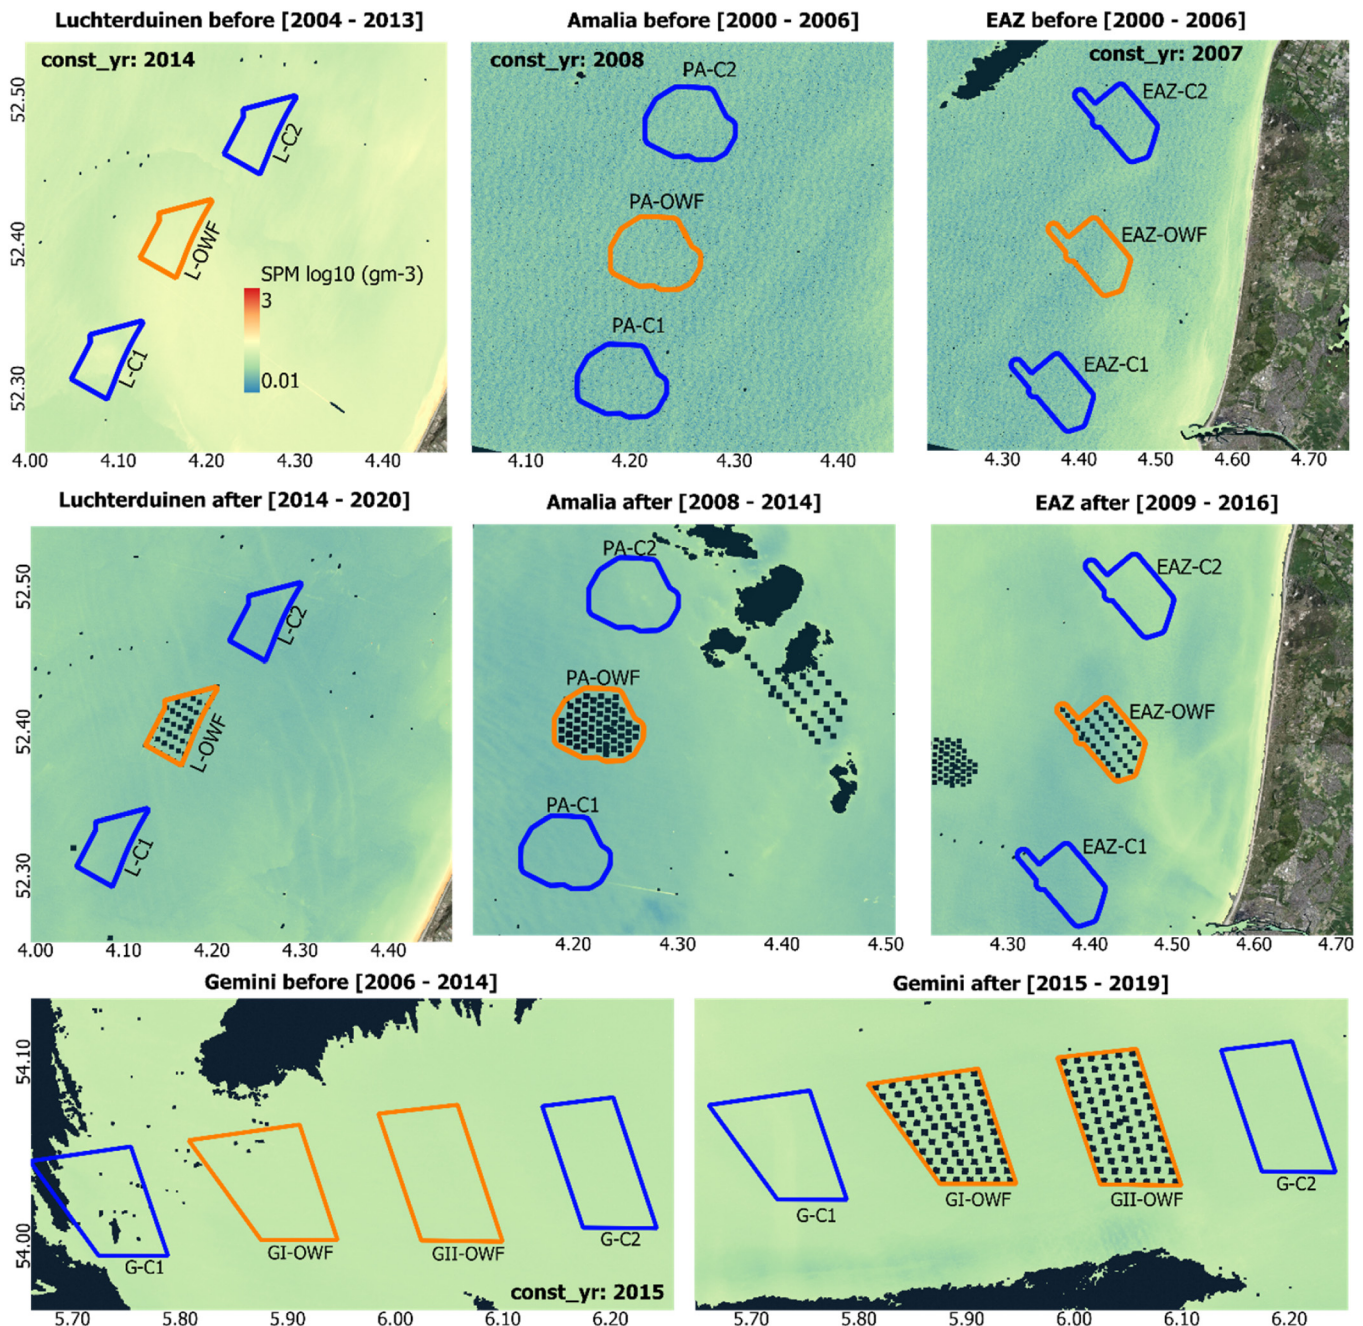 Luchterduinen before [2004 - 2013]
Amalia before [2000 - 2006]
EAZ before [2000 - 2006]
const_yr: 2014
const_yr: 2008
const_yr: 2007
52.50
52.40
52.30
L-C2
L-OWF
L-C1
SPM log10 (gm-3)
3
0.01
PA-C2
PA-OWF
PA-C1
EAZ-C2
EAZ-OWF
EAZ-C1
4.00 4.10 4.20 4.30 4.40
4.10 4.20 4.30 4.40
4.30 4.40 4.50 4.60 4.70
Luchterduinen after [2014 - 2020]
Amalia after [2008 - 2014]
EAZ after [2009 - 2016]
52.50
52.40
52.30
L-C2
L-OWF
L-C1
PA-C2
PA-OWF
PA-C1
EAZ-C2
EAZ-OWF
EAZ-C1
4.00 4.10 4.20 4.30 4.40
4.20 4.30 4.40 4.50
4.30 4.40 4.50 4.60 4.70
Gemini before [2006 - 2014]
Gemini after [2015 - 2019]
54.10
54.00
G-C1
GI-OWF
GII-OWF
G-C2
const_yr: 2015
G-C1
GI-OWF
GII-OWF
G-C2
5.70 5.80 5.90 6.00 6.10 6.20
5.70 5.80 5.90 6.00 6.10 6.20